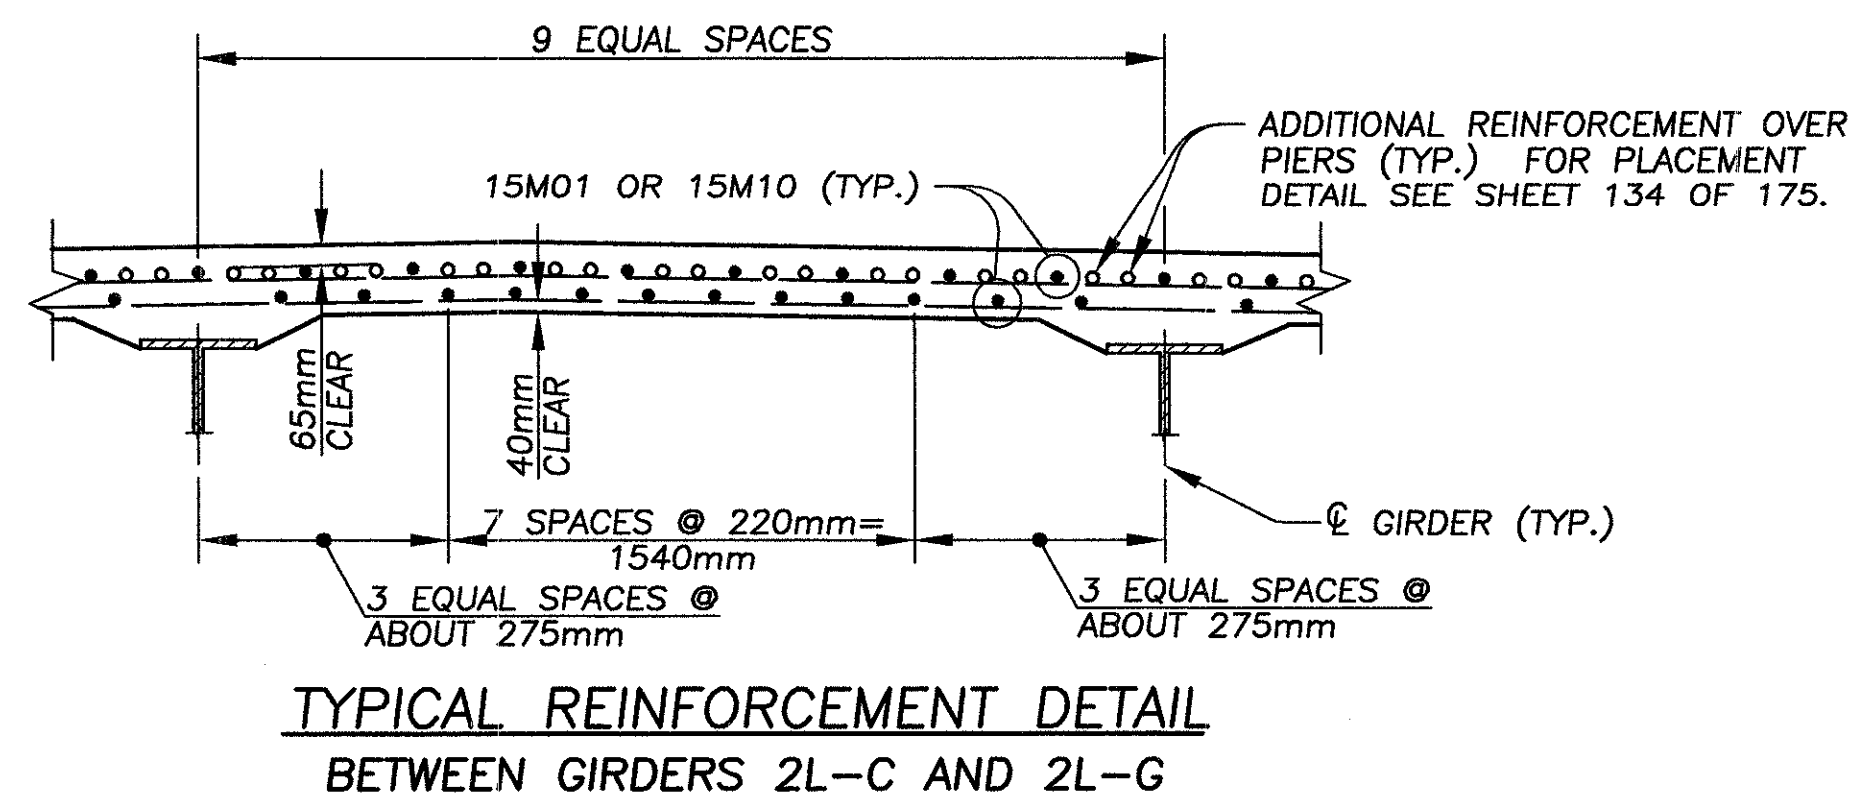 9 EQUAL SPACES
ADDITIONAL REINFORCEMENT OVER
PIERS (TYP.) FOR PLACEMENT
DETAIL SEE SHEET 134 OF 175.
15M01 OR 15M10 (TYP.)
65mm
CLEAR
40mm
CLEAR
7 SPACES @ 220mm=
1540mm
℄ GIRDER (TYP.)
3 EQUAL SPACES @
ABOUT 275mm
3 EQUAL SPACES @
ABOUT 275mm
TYPICAL REINFORCEMENT DETAIL
BETWEEN GIRDERS 2L-C AND 2L-G